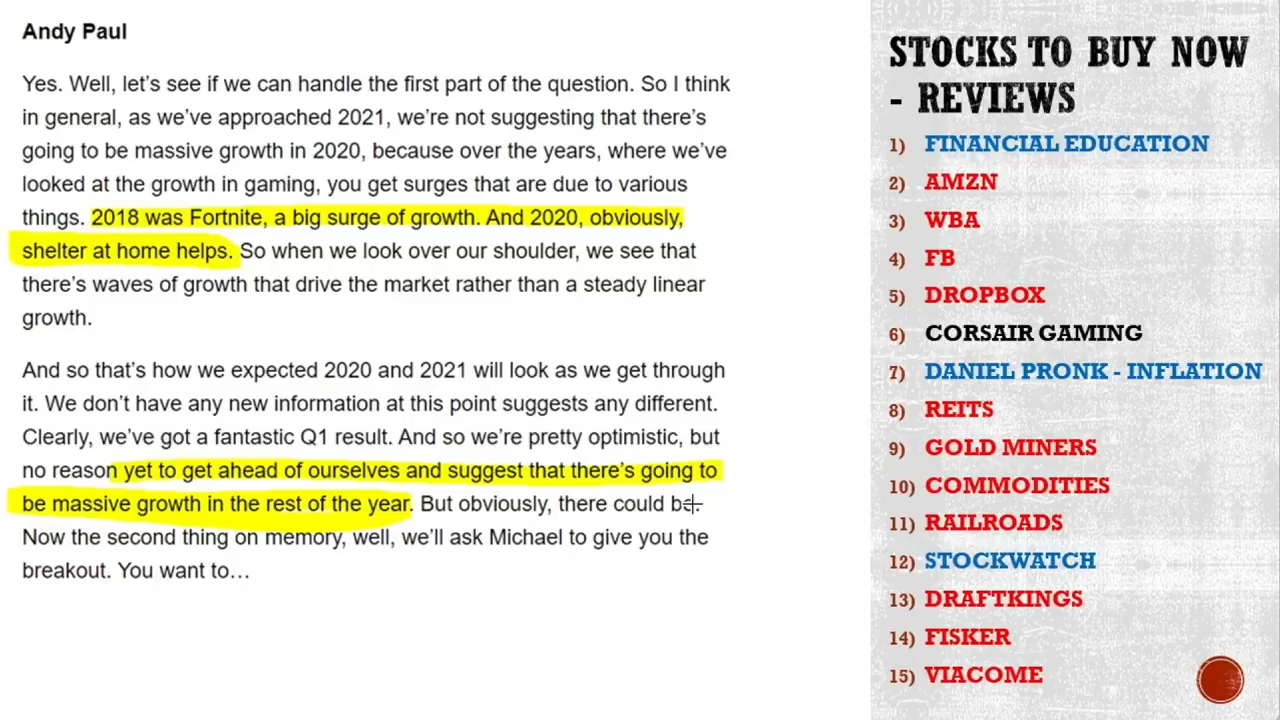 Andy Paul
Yes. Well, let's see if we can handle the first part of the question. So I think
in general, as we've approached 2021, we're not suggesting that there's
going to be massive growth in 2020, because over the years, where we've
looked at the growth in gaming, you get surges that are due to various
things. 2018 was Fortnite, a big surge of growth. And 2020, obviously,
shelter at home helps. So when we look over our shoulder, we see that
there's waves of growth that drive the market rather than a steady linear
growth.
And so that's how we expected 2020 and 2021 will look as we get through
it. We don't have any new information at this point suggests any different.
Clearly, we've got a fantastic Q1 result. And so we're pretty optimistic, but
no reason yet to get ahead of ourselves and suggest that there's going to
be massive growth in the rest of the year. But obviously, there could be.
Now the second thing on memory, well, we'll ask Michael to give you the
breakout. You want to…
STOCKS TO BUY NOW
- REVIEWS
1) FINANCIAL EDUCATION
2) AMZN
3) WBA
4) FB
5) DROPBOX
6) CORSAIR GAMING
7) DANIEL PRONK - INFLATION
8) REITS
9) GOLD MINERS
10) COMMODITIES
11) RAILROADS
12) STOCKWATCH
13) DRAFTKINGS
14) FISKER
15) VIACOME